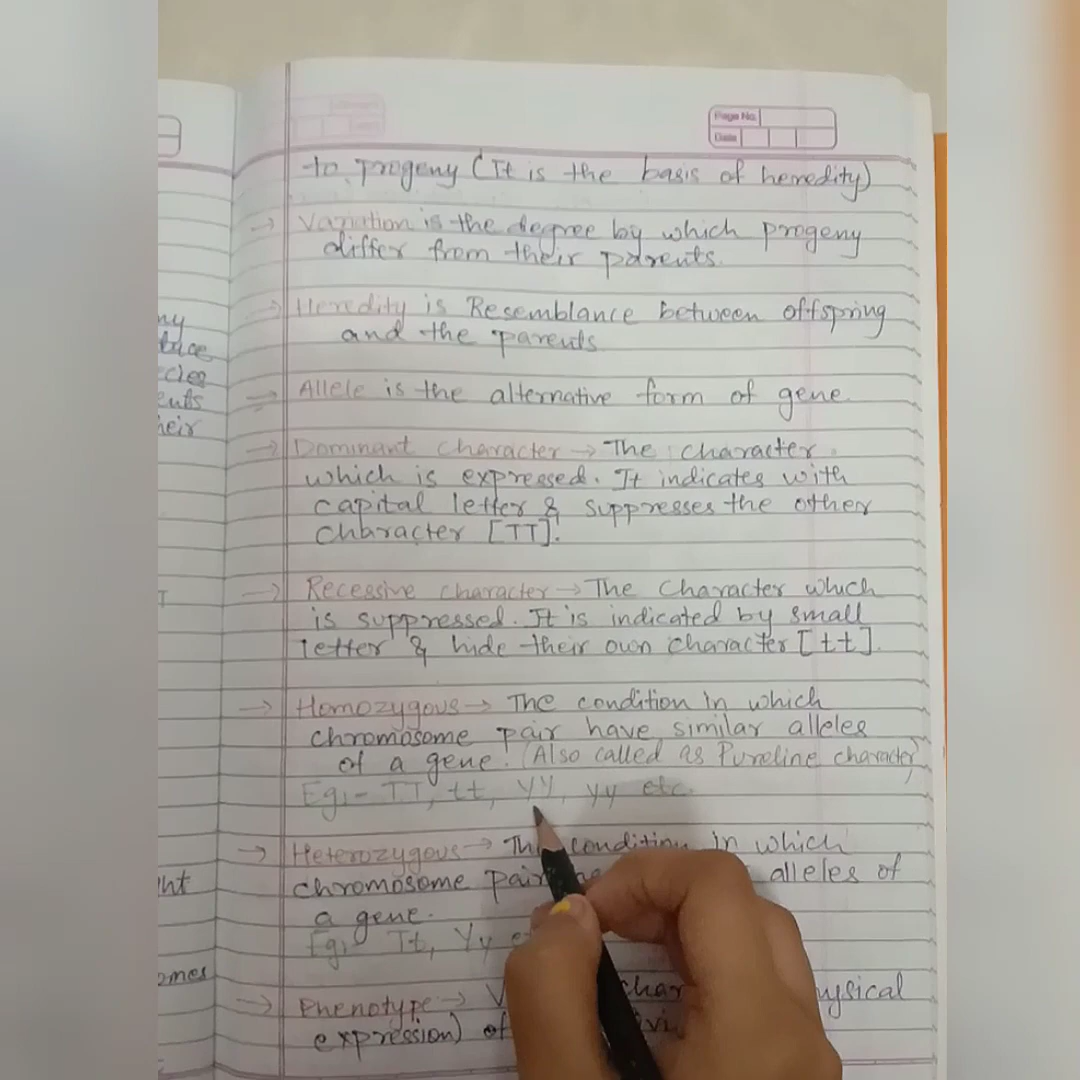 Page No.
Date
to progeny (It is the basis of heredity)
→ Variation is the degree by which progeny
differ from their parents.
→ Heredity is Resemblance between offspring
and the parents
→ Allele is the alternative form of gene.
→ Dominant character → The character
which is expressed. It indicates with
capital letter & suppresses the other
character [TT].
→ Recessive character → The character which
is suppressed. It is indicated by small
letter & hide their own character [tt].
→ Homozygous → The condition in which
chromosome pair have similar alleles
of a gene. (Also called as Pureline character)
Eg:- TT, tt, YY, yy etc.
→ Heterozygous → The condition in which
chromosome pair alleles of
a gene.
Eg:- Tt, Yy
→ Phenotype →
expression) of